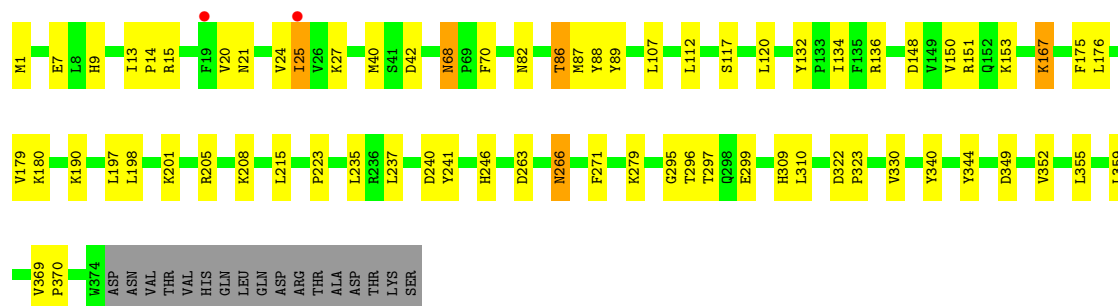 M1 E7 L8 H9 I13 P14 R15 F19 V20 N21 V24 I25 V26 K27 M40 S41 D42 N68 P69 F70 N82 T86 M87 Y88 Y89 L107 L112 S117 L120 Y132 P133 I134 F135 R136 D148 V149 V150 R151 Q152 K153 K167 F175 L176
V179 K180 K190 L197 L198 K201 R205 K208 L215 P223 L235 R236 L237 D240 Y241 H246 D263 N266 F271 K279 G295 T296 T297 Q298 E299 H309 L310 D322 P323 V330 Y340 Y344 D349 V352 L355 L359
V369 P370 W374 ASP ASN VAL THR VAL HIS GLN LEU GLN ASP ARG THR ALA ASP THR LYS SER